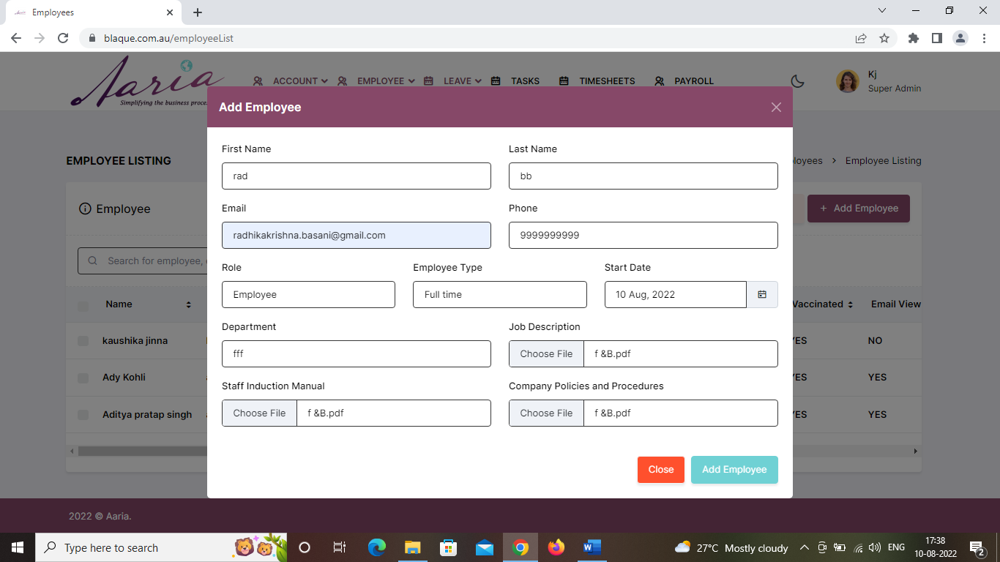 Employees
blaque.com.au/employeeList
Aaria
Simplifying the business proce
ACCOUNT EMPLOYEE LEAVE TASKS TIMESHEETS PAYROLL
Kj
Super Admin
Add Employee
EMPLOYEE LISTING
Employee Listing
Employee
+ Add Employee
Search for employee,
Name
Vaccinated
Email View
kaushika jinna
NO
Ady Kohli
YES
Aditya pratap singh
YES
First Name
Last Name
rad
bb
Email
Phone
radhikakrishna.basani@gmail.com
9999999999
Role
Employee Type
Start Date
Employee
Full time
10 Aug, 2022
Department
Job Description
fff
Choose File f &B.pdf
Staff Induction Manual
Company Policies and Procedures
Choose File f &B.pdf
Choose File f &B.pdf
Close
Add Employee
2022 © Aaria.
Type here to search
27°C Mostly cloudy
ENG
17:38
10-08-2022
2